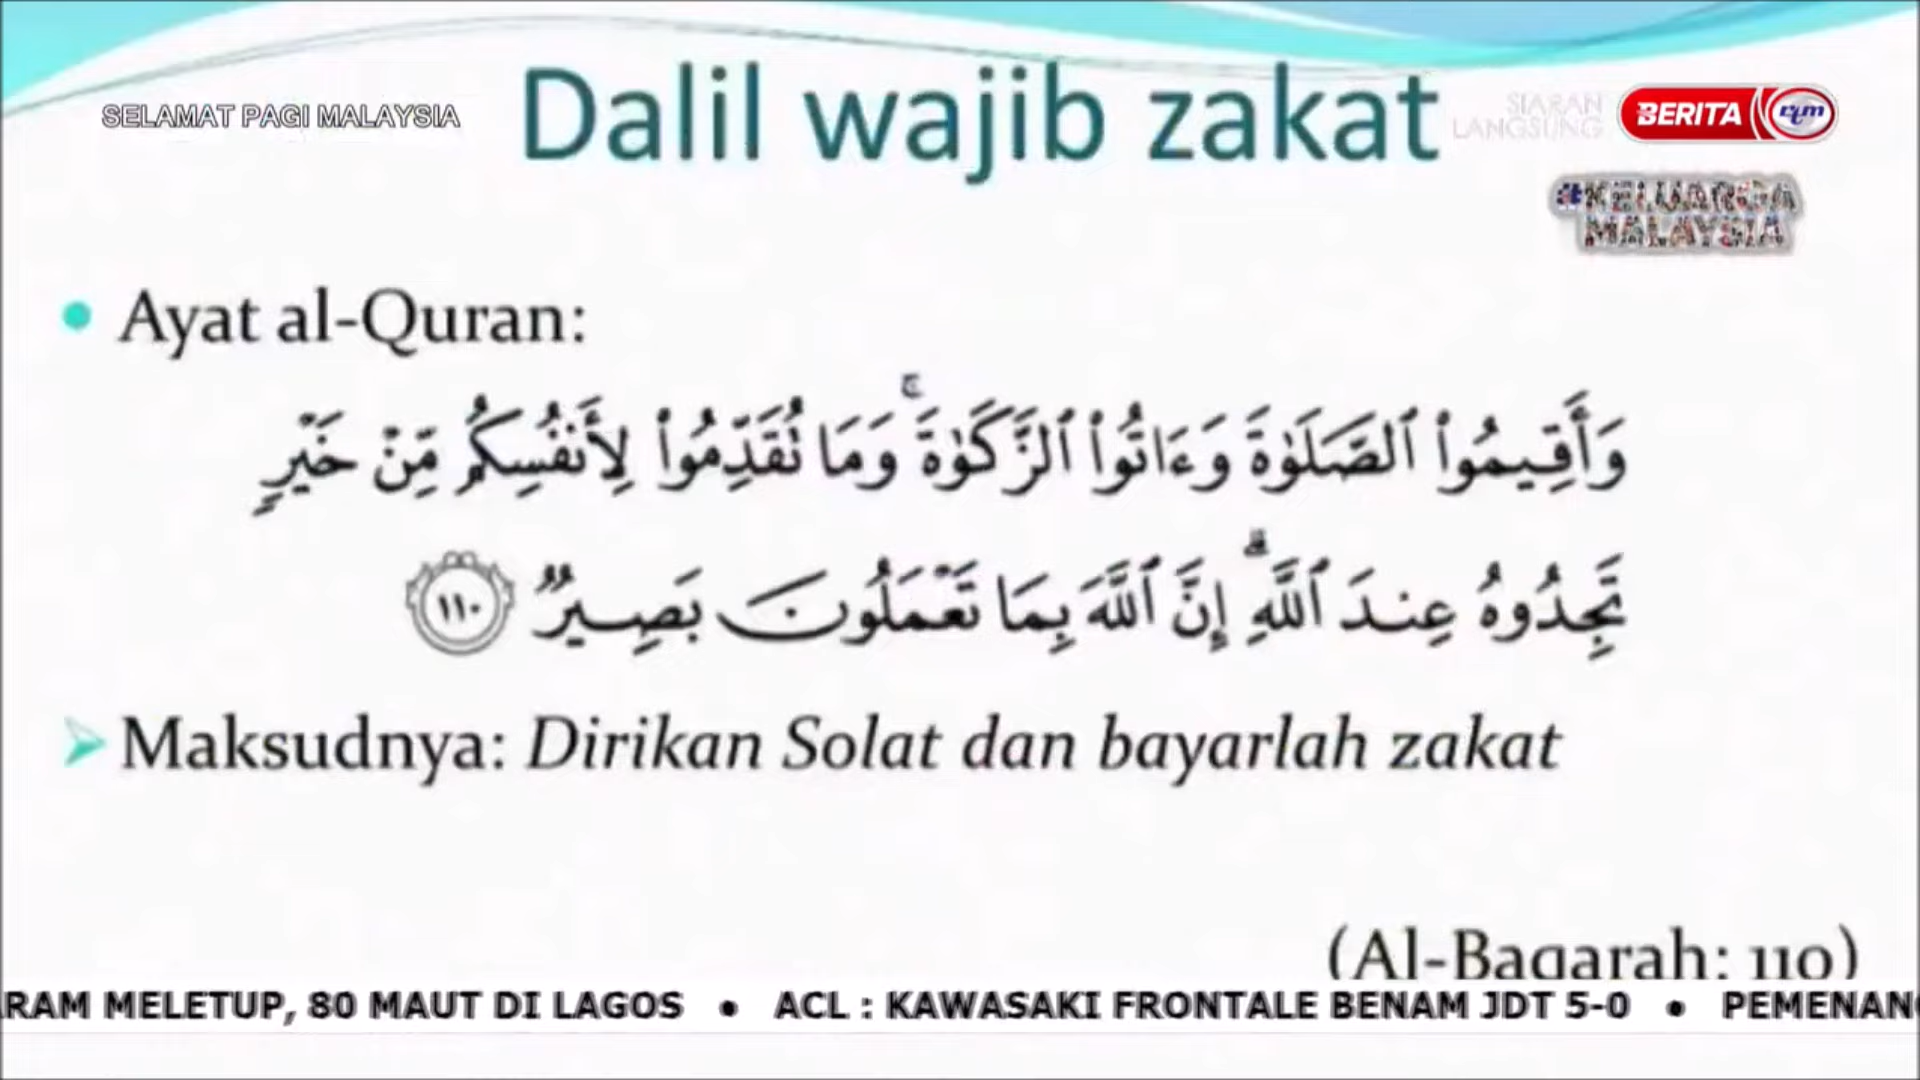 Dalil wajib zakat
SELAMAT PAGI MALAYSIA
SIARAN
LANGSUNG
BERITA rtm
#KELUARGA
MALAYSIA
• Ayat al-Quran:
وَأَقِيمُوا۟ ٱلصَّلَوٰةَ وَءَاتُوا۟ ٱلزَّكَوٰةَ ۚ وَمَا تُقَدِّمُوا۟ لِأَنفُسِكُم مِّنْ خَيْرٍ
تَجِدُوهُ عِندَ ٱللَّهِ ۗ إِنَّ ٱللَّهَ بِمَا تَعْمَلُونَ بَصِيرٌ ١١٠
Maksudnya: Dirikan Solat dan bayarlah zakat
(Al-Baqarah: 110)
RAM MELETUP, 80 MAUT DI LAGOS • ACL : KAWASAKI FRONTALE BENAM JDT 5-0 • PEMENANG